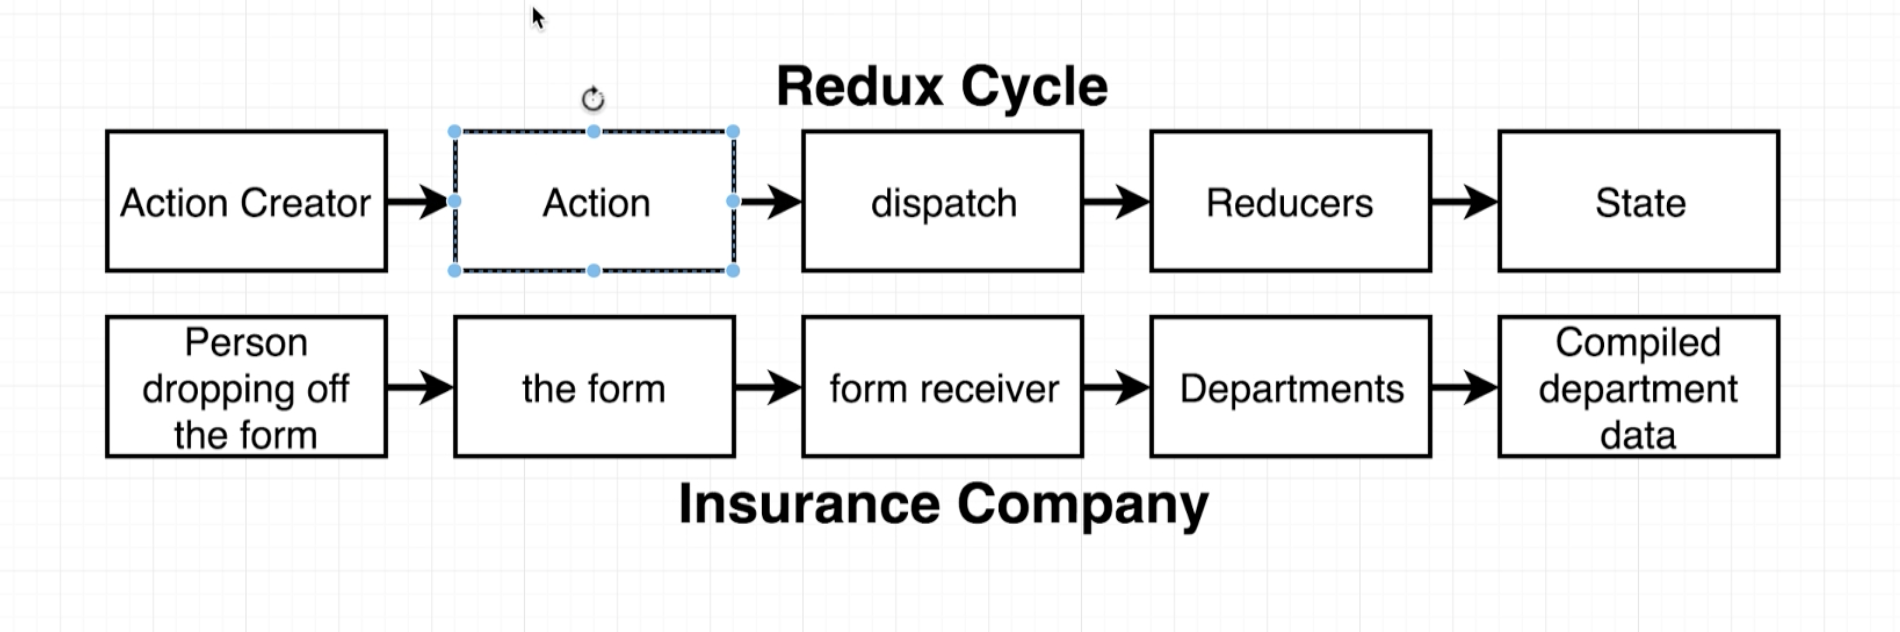 Redux Cycle
Action Creator
Action
dispatch
Reducers
State
Person
dropping off
the form
the form
form receiver
Departments
Compiled
department
data
Insurance Company